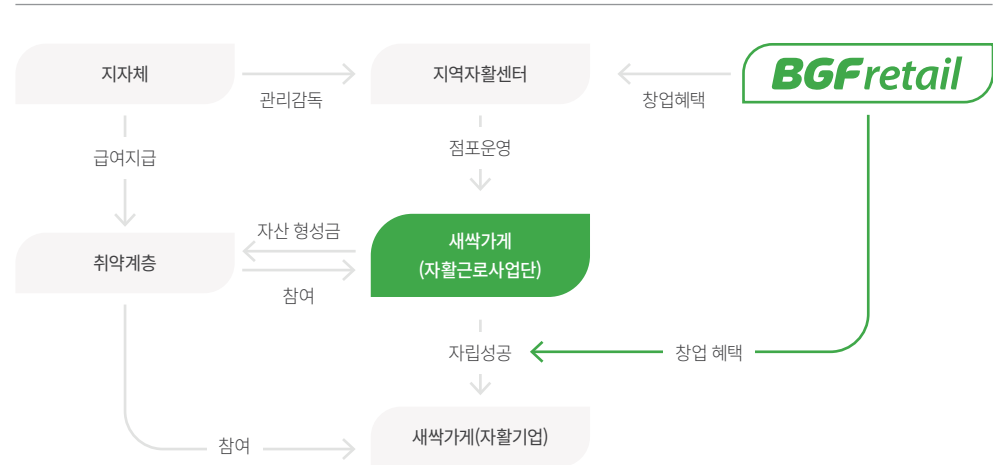 지자체
관리감독
지역자활센터
창업혜택
BGFretail
급여지급
점포운영
취약계층
자산 형성금
참여
새싹가게
(자활근로사업단)
자립성공
창업 혜택
참여
새싹가게(자활기업)